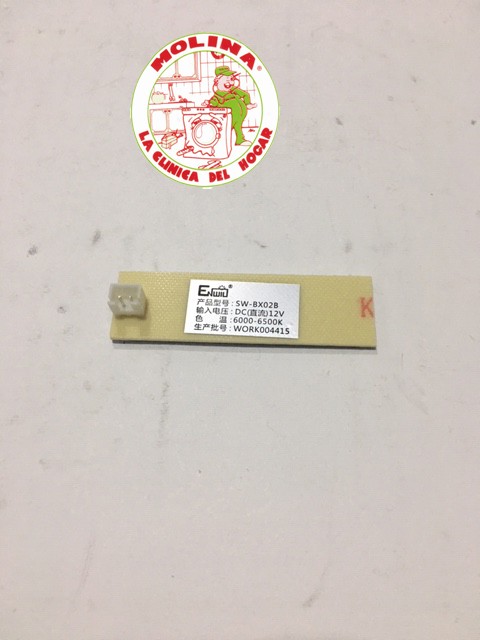 MOLINA®
LA CLINICA DEL HOGAR
产品型号:SW-BX02B
输入电压:DC(直流)12V
色 温:6000-6500K
生产批号:WORK00441S
K